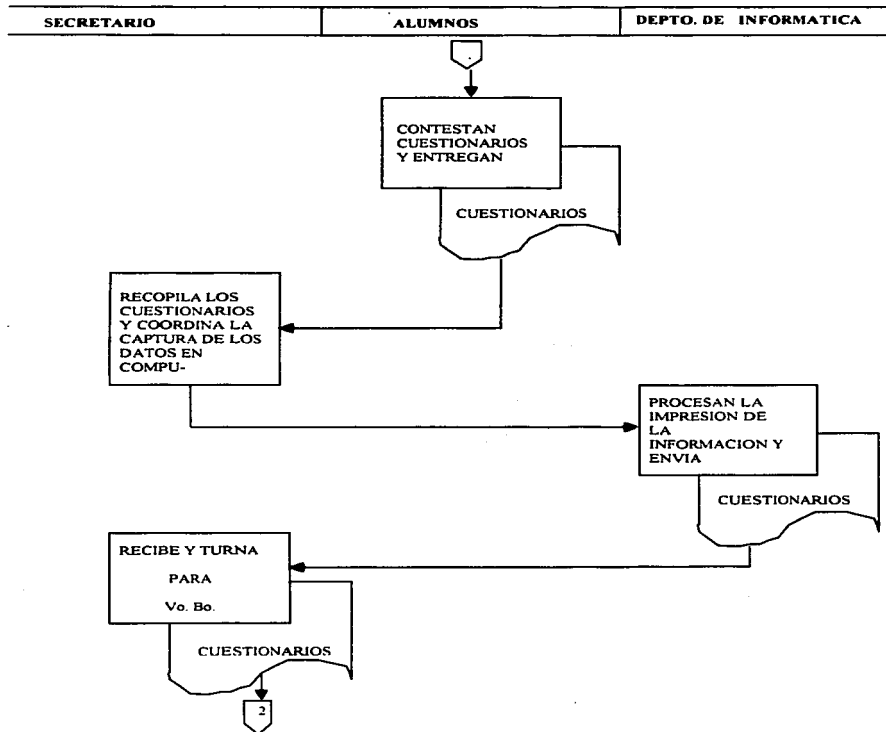 SECRETARIO
ALUMNOS
DEPTO. DE INFORMATICA
CONTESTAN
CUESTIONARIOS
Y ENTREGAN
CUESTIONARIOS
RECOPILA LOS
CUESTIONARIOS
Y COORDINA LA
CAPTURA DE LOS
DATOS EN
COMPU-
PROCESAN LA
IMPRESION DE
LA
INFORMACION Y
ENVIA
CUESTIONARIOS
RECIBE Y TURNA
PARA
Vo. Bo.
CUESTIONARIOS
2